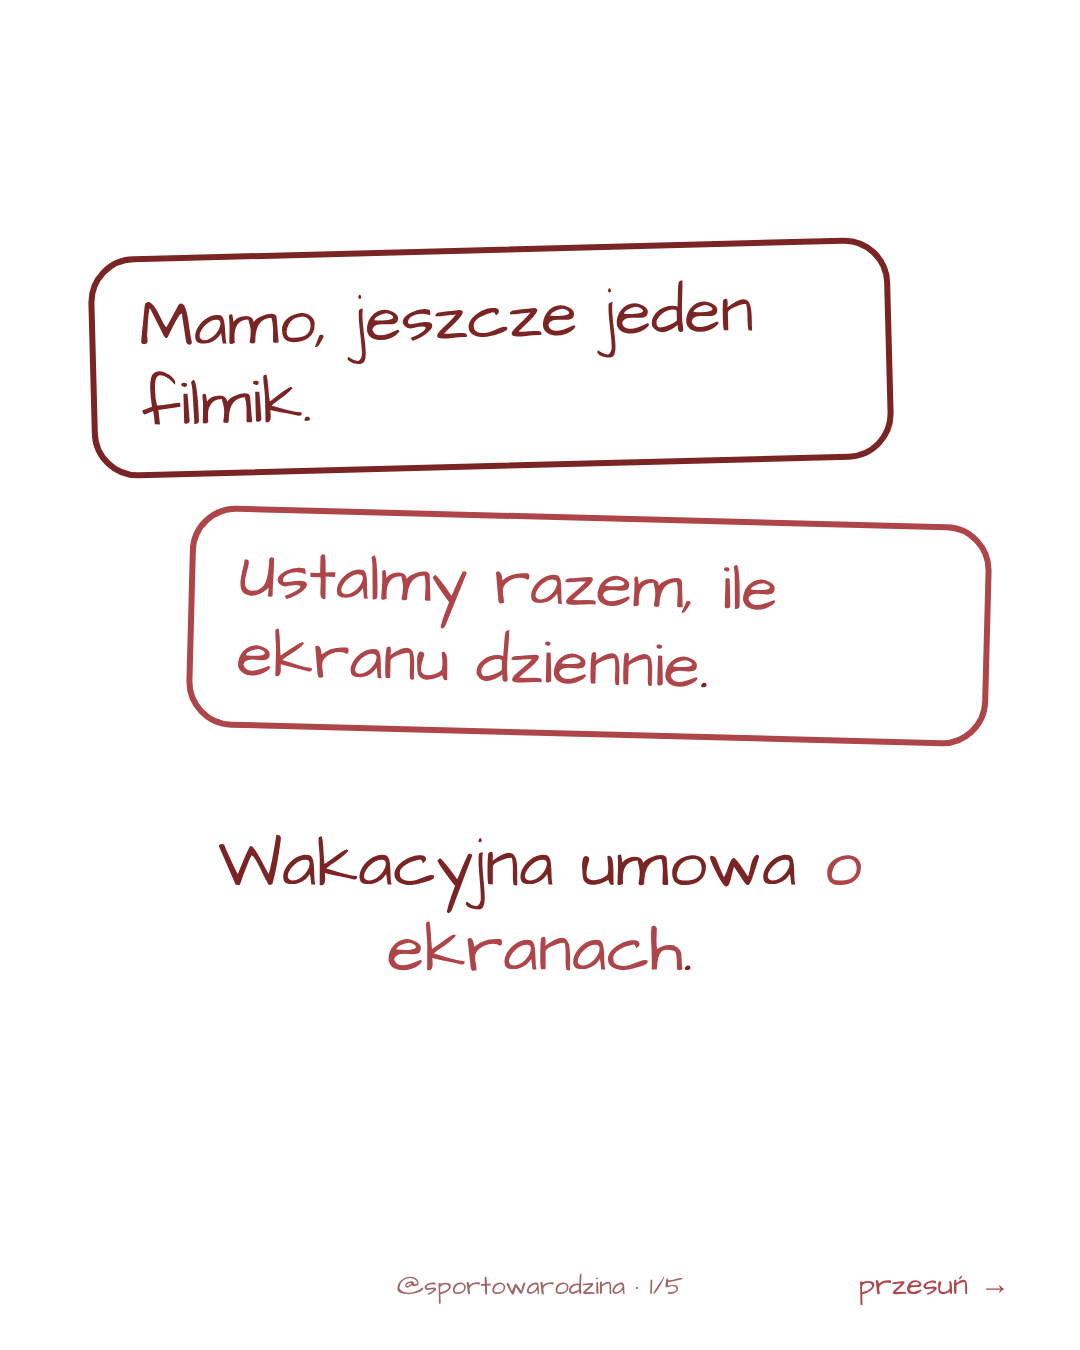 Mamo, jeszcze jeden
filmik.
Ustalmy razem, ile
ekranu dziennie.
Wakacyjna umowa o
ekranach.
@sportowarodzina · 1/5
przesuń →